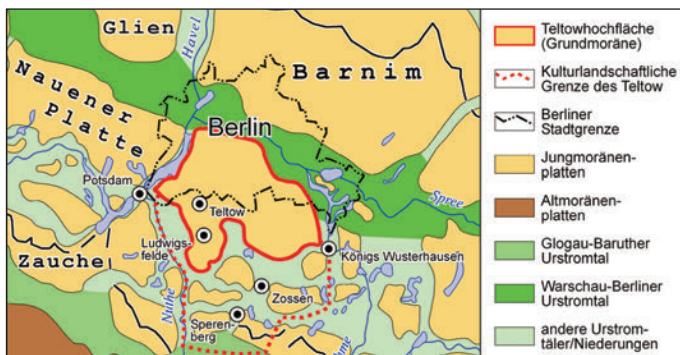 Glien
Havel
Barnim
Nauener
Platte
Berlin
Potsdam
Teltow
Spree
Ludwigs-
felde
Königs Wusterhausen
Zauche
Nuthe
Zossen
Speren-
berg
Teltowhochfläche
(Grundmoräne)
Kulturlandschaftliche
Grenze des Teltow
Berliner
Stadtgrenze
Jungmoränen-
platten
Altmoränen-
platten
Glogau-Baruther
Urstromtal
Warschau-Berliner
Urstromtal
andere Urstrom-
täler/Niederungen